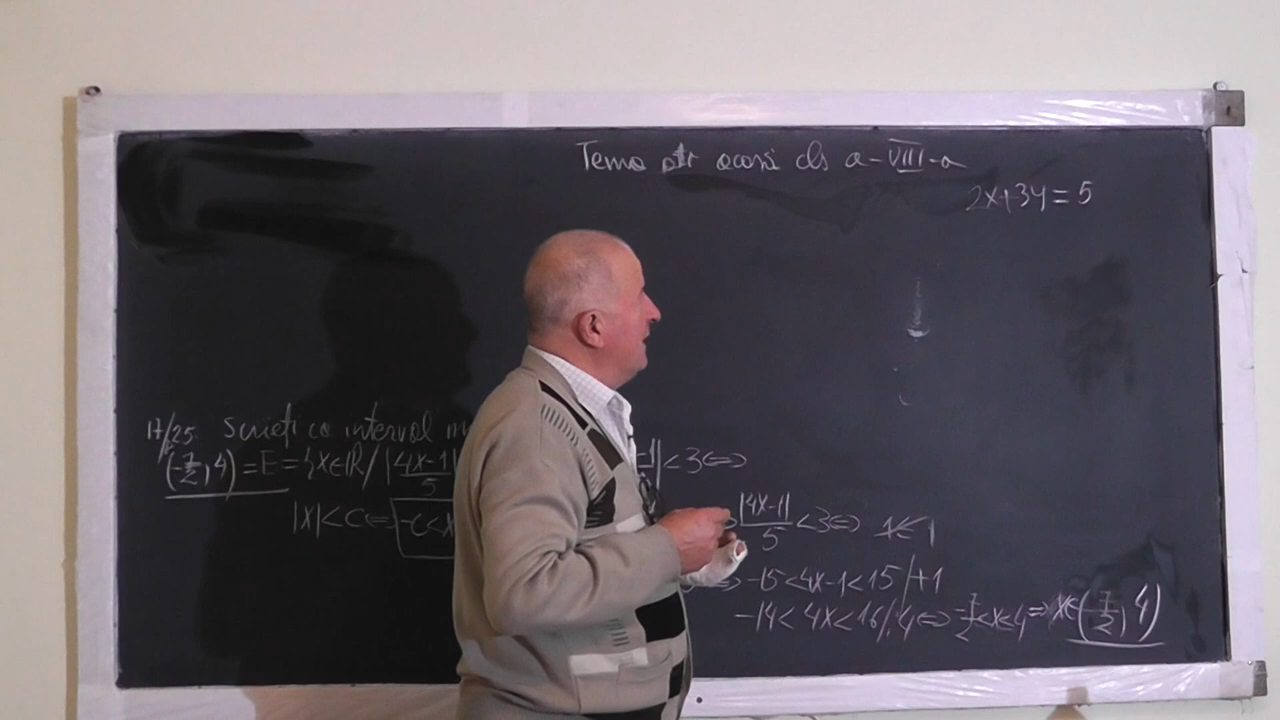 Tema ptr acasă cls a-VIII-a
2x+3y=5
17/25. Scrieți ca interval
(-7/2, 4)=E={x∈R/ |4x-1|/5 -1|<3⇔
|x|<c⇔ -c<x |4x-1|/5<3⇔
⇔ -15<4x-1<15/+1
-14<4x<16/:4⇔ -7/2<x<4⇒ x∈(-7/2, 4)